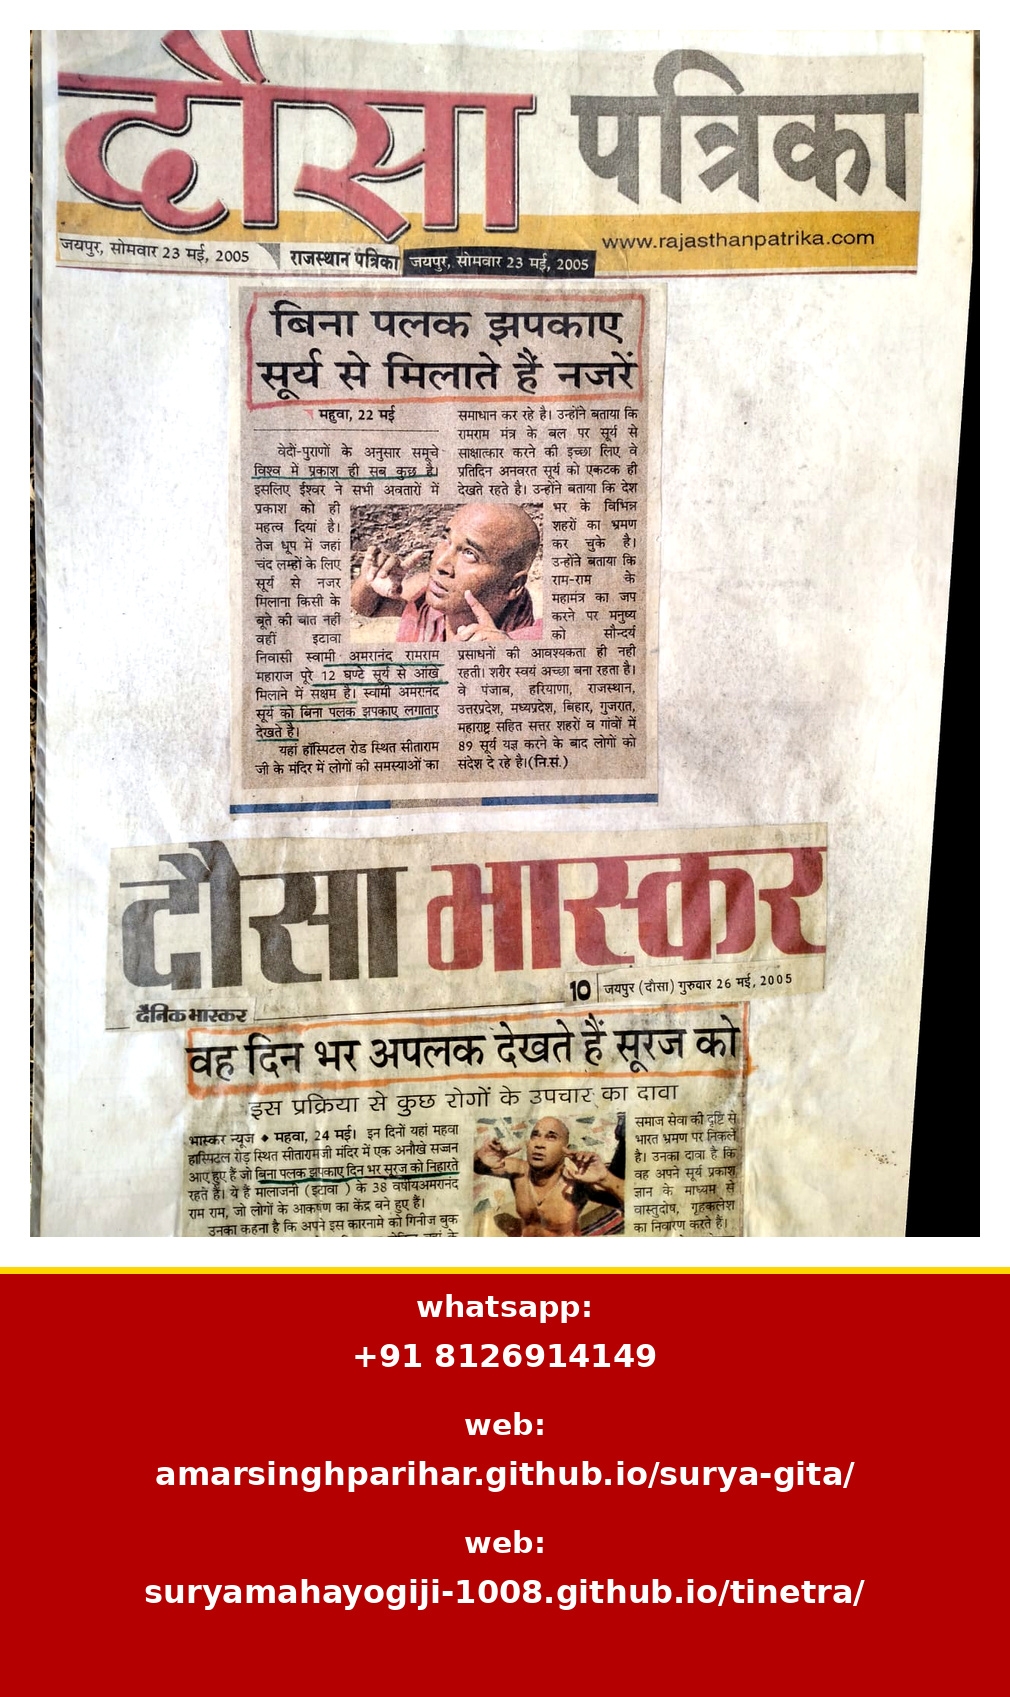 दौसा पत्रिका
www.rajasthanpatrika.com
जयपुर, सोमवार 23 मई, 2005 राजस्थान पत्रिका जयपुर, सोमवार 23 मई, 2005
बिना पलक झपकाए
सूर्य से मिलाते हैं नजरें
महुवा, 22 मई
वेदों-पुराणों के अनुसार समूचे
विश्व में प्रकाश ही सब कुछ है।
इसलिए ईश्वर ने सभी अवतारों में
प्रकाश को ही
महत्व दिया है।
तेज धूप में जहां
चंद लम्हों के लिए
सूर्य से नजर
मिलाना किसी के
बूते की बात नहीं
वहीं इटावा
निवासी स्वामी अमरानंद रामराम
महाराज पूरे 12 घण्टे सूर्य से आंखे
मिलाने में सक्षम है। स्वामी अमरानंद
सूर्य को बिना पलक झपकाए लगातार
देखते है।
यहां हॉस्पिटल रोड स्थित सीताराम
जी के मंदिर में लोगों की समस्याओं का
समाधान कर रहे है। उन्होंने बताया कि
रामराम मंत्र के बल पर सूर्य से
साक्षात्कार करने की इच्छा लिए वे
प्रतिदिन अनवरत सूर्य को एकटक ही
देखते रहते है। उन्होंने बताया कि देश
भर के विभिन्न
शहरों का भ्रमण
कर चुके है।
उन्होंने बताया कि
राम-राम के
महामंत्र का जप
करने पर मनुष्य
को सौन्दर्य
प्रसाधनों की आवश्यकता ही नही
रहती। शरीर स्वयं अच्छा बना रहता है।
वे पंजाब, हरियाणा, राजस्थान,
उत्तरप्रदेश, मध्यप्रदेश, बिहार, गुजरात,
महाराष्ट्र सहित सत्तर शहरों व गांवों में
89 सूर्य यज्ञ करने के बाद लोगों को
संदेश दे रहे है।(नि.सं.)
दौसा भास्कर
10 जयपुर (दौसा) गुरुवार 26 मई, 2005
दैनिक भास्कर
वह दिन भर अपलक देखते हैं सूरज को
इस प्रक्रिया से कुछ रोगों के उपचार का दावा
भास्कर न्यूज ♦ महवा, 24 मई। इन दिनों यहां महवा
हास्पिटल रोड़ स्थित सीतारामजी मंदिर में एक अनौखे सज्जन
आए हुए हैं जो बिना पलक झपकाए दिन भर सूरज को निहारते
रहते हैं। ये हैं मालाजनी (इटावा ) के 38 वर्षीयअमरानंद
राम राम, जो लोगों के आकर्षण का केंद्र बने हुए हैं।
उनका कहना है कि अपने इस कारनामे को गिनीज बुक
समाज सेवा की दृष्टि से
भारत भ्रमण पर निकले
है। उनका दावा है कि
वह अपने सूर्य प्रकाश
ज्ञान के माध्यम से
वास्तुदोष, गृहकलेश
का निवारण करते हैं।
whatsapp:
+91 8126914149
web:
amarsinghparihar.github.io/surya-gita/
web:
suryamahayogiji-1008.github.io/tinetra/